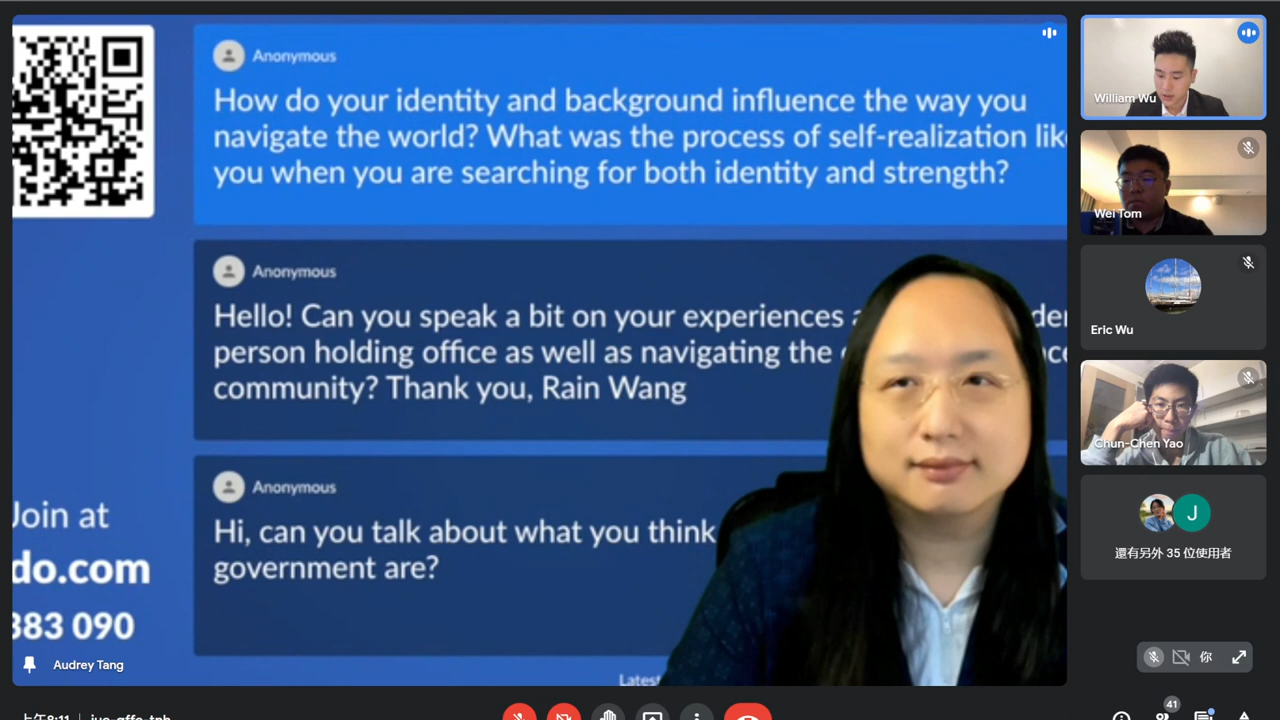 Anonymous
How do your identity and background influence the way you
navigate the world? What was the process of self-realization
you when you are searching for both identity and strength?
Anonymous
Hello! Can you speak a bit on your experiences
person holding office as well as navigating the
community? Thank you, Rain Wang
Anonymous
Hi, can you talk about what you think
government are?
Join at
do.com
383 090
Latest
Audrey Tang
William Wu
Wei Tom
Eric Wu
Chun-Chen Yao
J
還有另外 35 位使用者
你
41
上午8:11